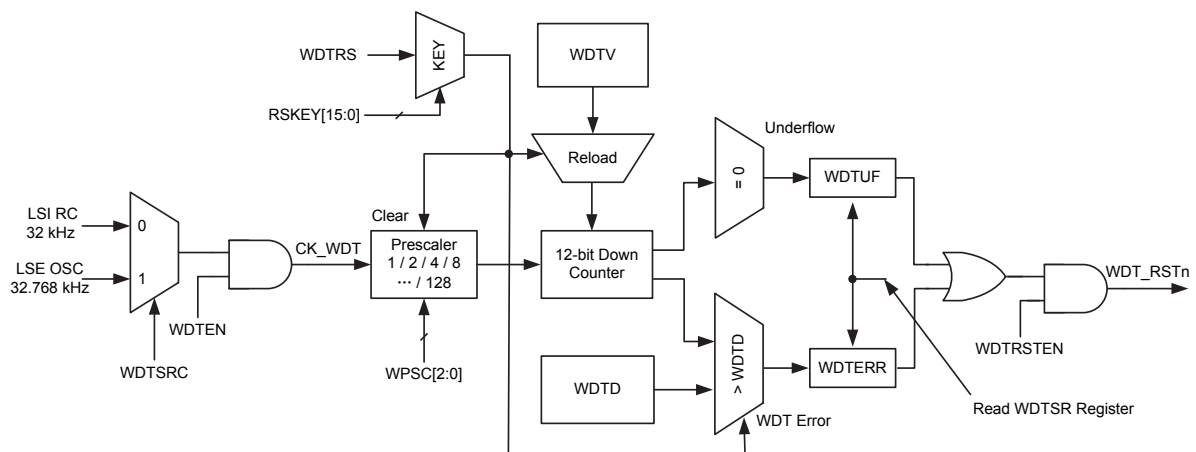 WDTRS
KEY
RSKEY[15:0]
WDTV
Reload
Underflow
= 0
WDTUF
LSI RC
32 kHz
0
LSE OSC
32.768 kHz
1
WDTEN
WDTSRC
CK_WDT
Clear
Prescaler
1 / 2 / 4 / 8
... / 128
WPSC[2:0]
12-bit Down
Counter
WDTD
> WDTD
WDT Error
WDTERR
Read WDTSR Register
WDTRSTEN
WDT_RSTn